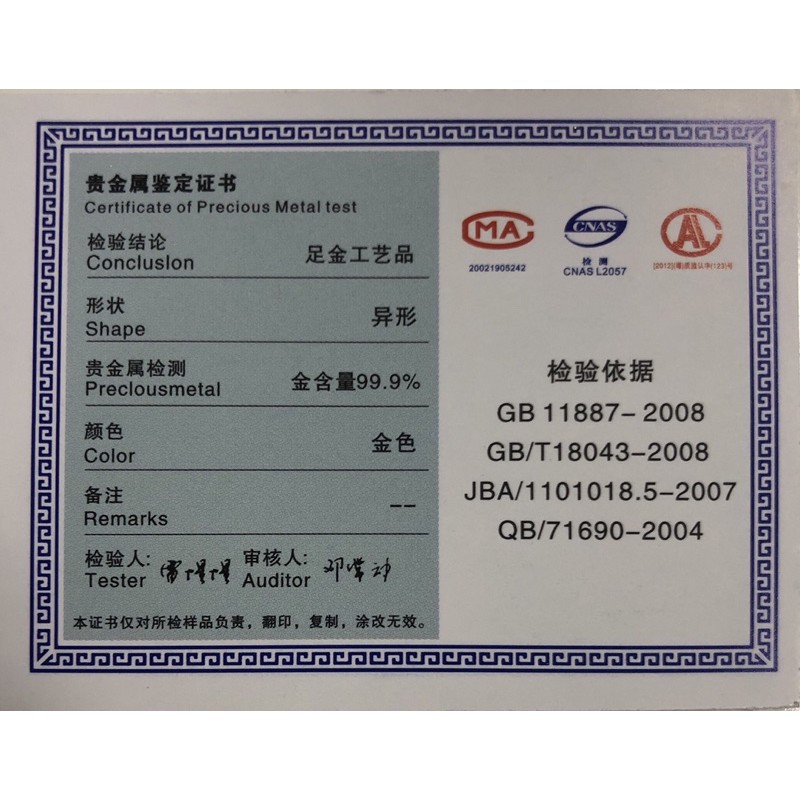 贵金属鉴定证书
Certificate of Precious Metal test
检验结论
Conclusion
足金工艺品
形状
Shape
异形
贵金属检测
Preclousmetal
金含量99.9%
颜色
Color
金色
备注
Remarks
--
检验人:
Tester
审核人:
Auditor
本证书仅对所检样品负责，翻印，复制，涂改无效。
MA
20021905242
CNAS
检 测
CNAS L2057
AL
检验依据
GB 11887-2008
GB/T18043-2008
JBA/1101018.5-2007
QB/71690-2004